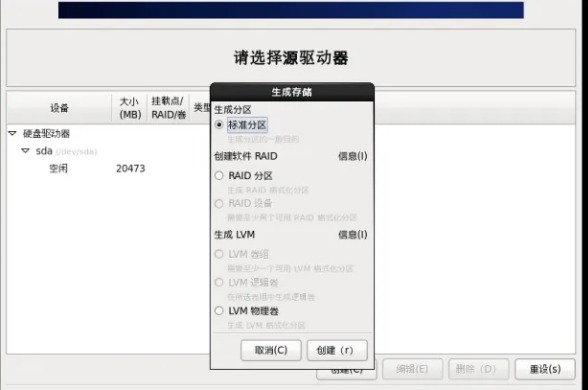 请选择源驱动器
设备
大小
(MB)
挂载点/
RAID/卷
类型
硬盘驱动器
sda (/dev/sda)
空闲 20473
生成存储
生成分区
标准分区
生成分区的一般目的
创建软件 RAID 信息(I)
RAID 分区
生成 RAID 格式化分区
RAID 设备
需要至少两个可用 RAID 格式化分区
生成 LVM 信息(I)
LVM 卷组
需要至少一个可用 LVM 格式化分区
LVM 逻辑卷
在所选卷组中生成逻辑卷
LVM 物理卷
生成 LVM 格式化分区
取消(C) 创建（r）
创建(C) 编辑(E) 删除（D） 重设(s)